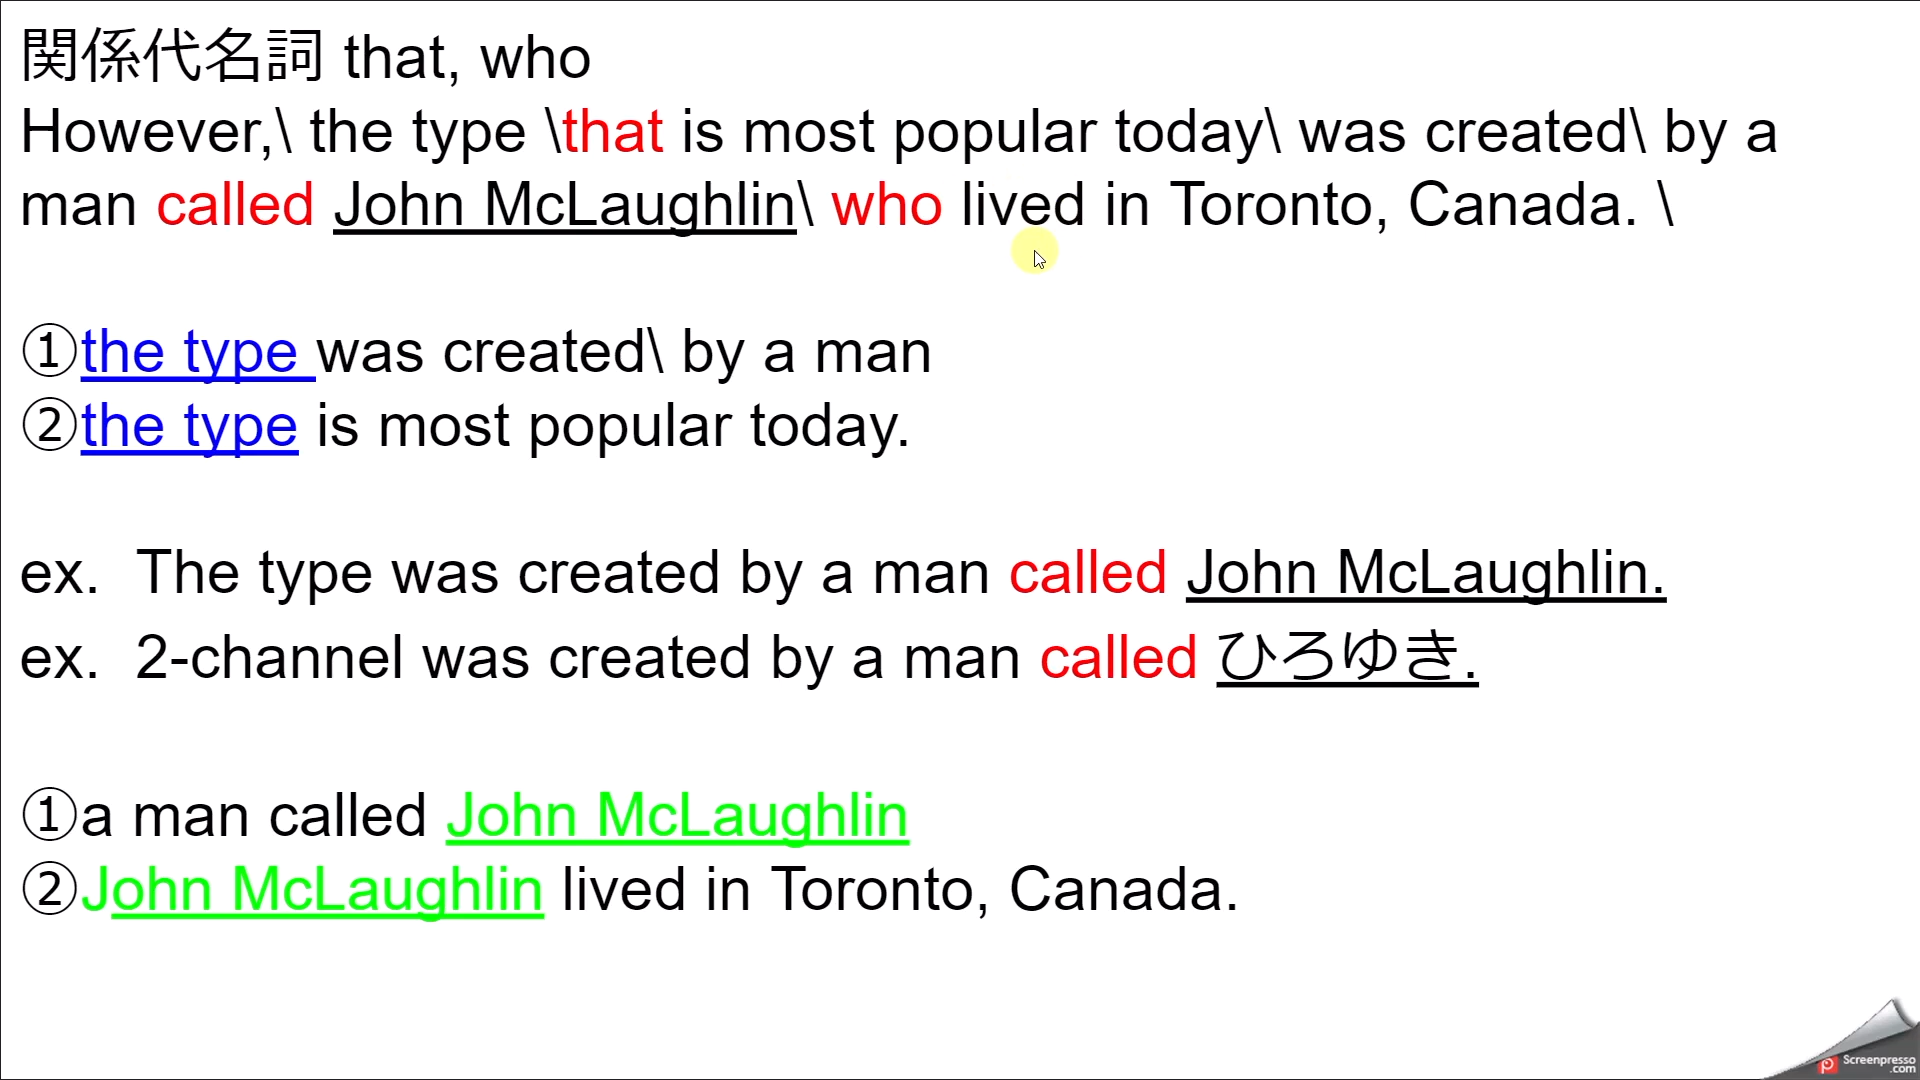 関係代名詞 that, who
However,\ the type \that is most popular today\ was created\ by a
man called John McLaughlin\ who lived in Toronto, Canada. \
①the type was created\ by a man
②the type is most popular today.
ex.  The type was created by a man called John McLaughlin.
ex.  2-channel was created by a man called ひろゆき.
①a man called John McLaughlin
②John McLaughlin lived in Toronto, Canada.
Screenpresso
.com